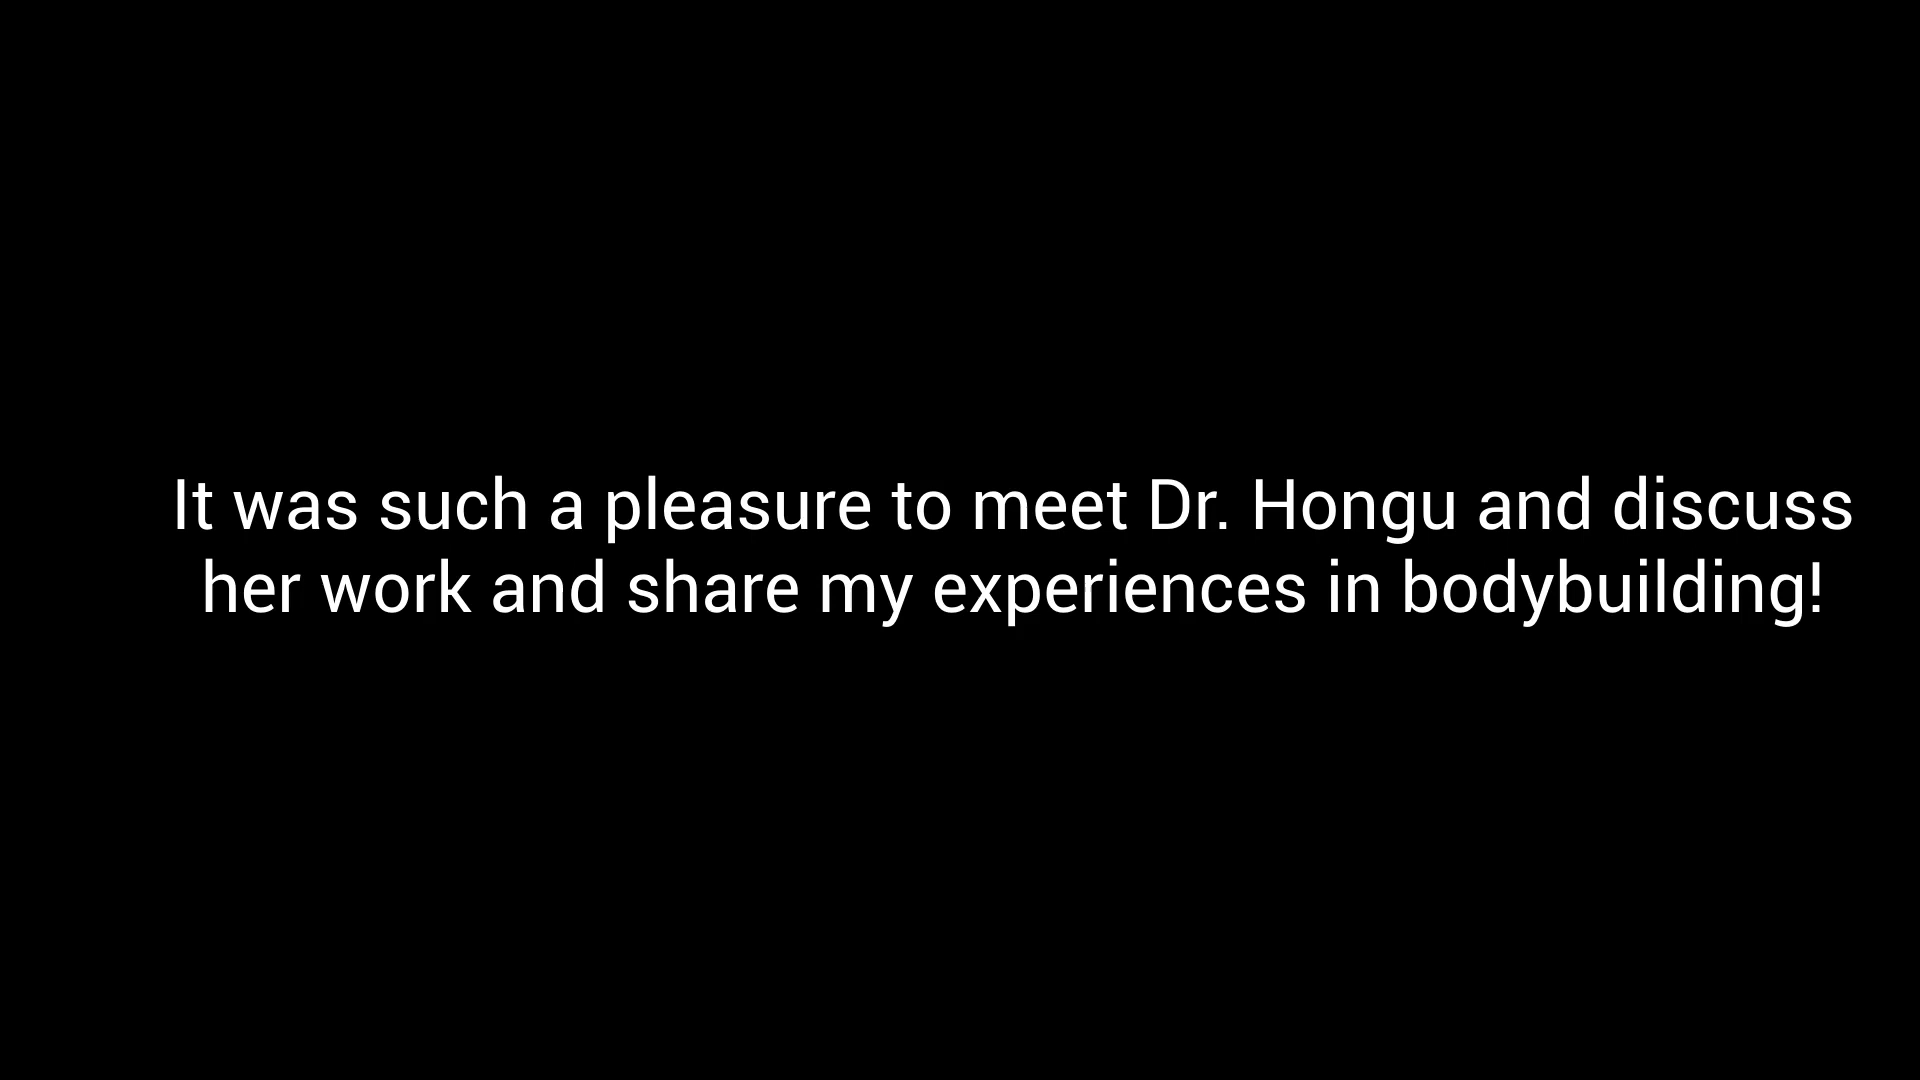 It was such a pleasure to meet Dr. Hongu and discuss
her work and share my experiences in bodybuilding!